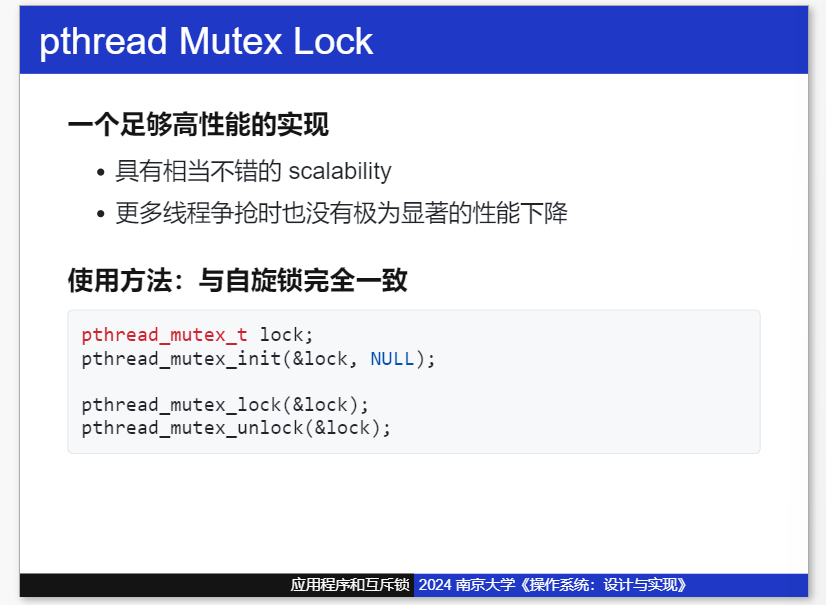 pthread Mutex Lock
一个足够高性能的实现
• 具有相当不错的 scalability
• 更多线程争抢时也没有极为显著的性能下降
使用方法：与自旋锁完全一致
pthread_mutex_t lock;
pthread_mutex_init(&lock, NULL);
pthread_mutex_lock(&lock);
pthread_mutex_unlock(&lock);
应用程序和互斥锁 2024 南京大学《操作系统：设计与实现》